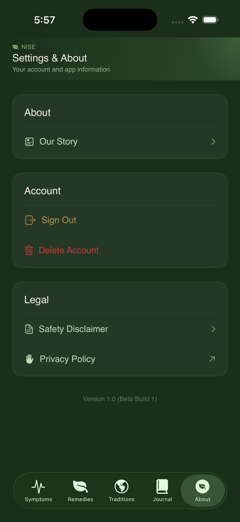 5:57
NISE
Settings & About
Your account and app information
About
Our Story
Account
Sign Out
Delete Account
Legal
Safety Disclaimer
Privacy Policy
Version 1.0 (Beta Build 1)
Symptoms
Remedies
Traditions
Journal
About